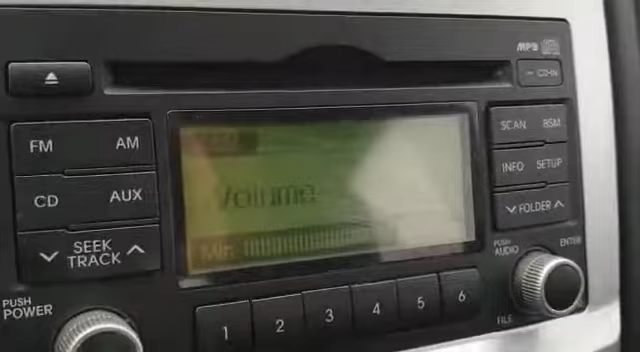 MP3
CD-IN
FM
AM
SCAN
BSM
CD
AUX
INFO
SETUP
Volume
FOLDER
SEEK
TRACK
Min
PUSH
POWER
1
2
3
4
5
6
PUSH
AUDIO
ENTER
FILE